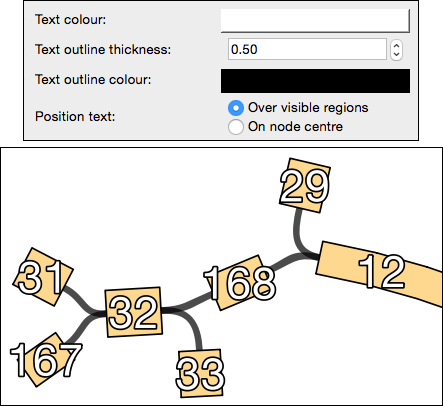 Text colour:
Text outline thickness: 0.50
Text outline colour:
Position text: Over visible regions
On node centre
29
31
12
168
32
167
33